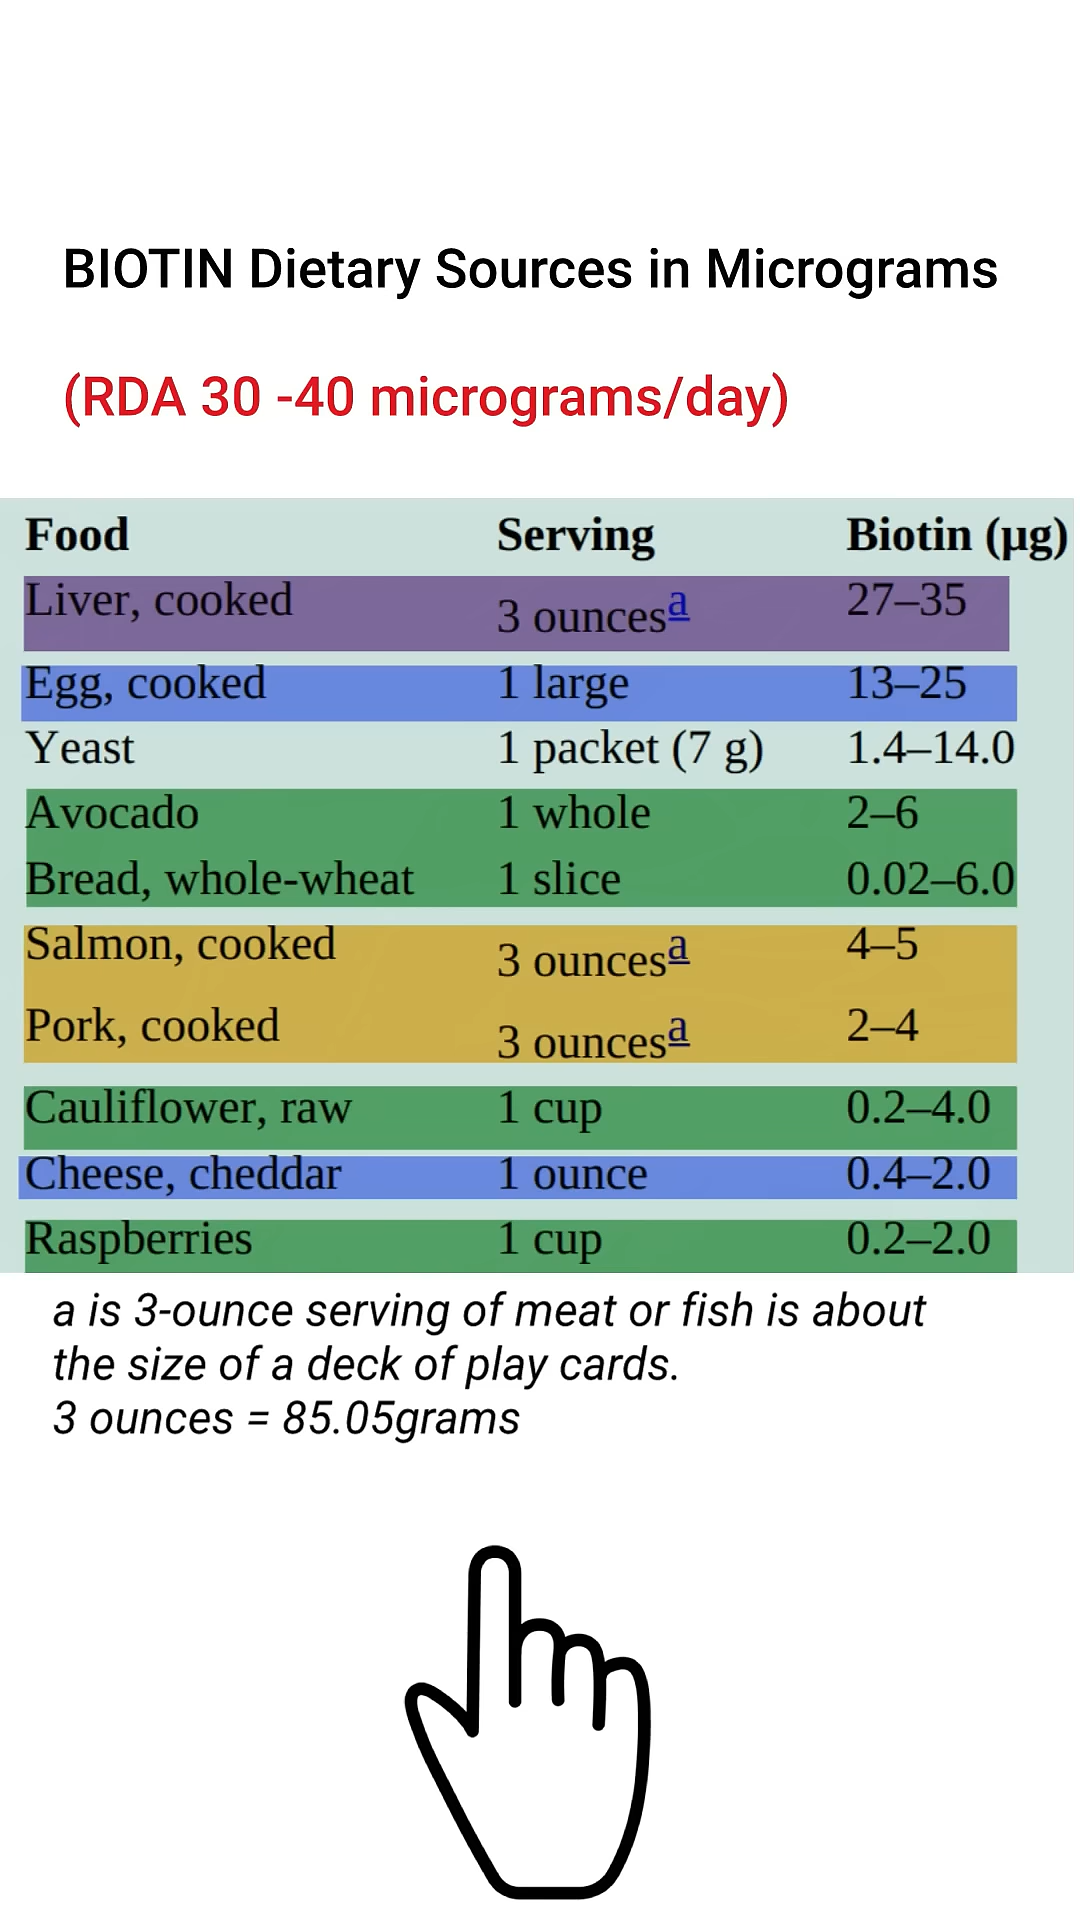 BIOTIN Dietary Sources in Micrograms
(RDA 30 -40 micrograms/day)
Food Serving Biotin (µg)
Liver, cooked 3 ouncesa 27–35
Egg, cooked 1 large 13–25
Yeast 1 packet (7 g) 1.4–14.0
Avocado 1 whole 2–6
Bread, whole-wheat 1 slice 0.02–6.0
Salmon, cooked 3 ouncesa 4–5
Pork, cooked 3 ouncesa 2–4
Cauliflower, raw 1 cup 0.2–4.0
Cheese, cheddar 1 ounce 0.4–2.0
Raspberries 1 cup 0.2–2.0
a is 3-ounce serving of meat or fish is about
the size of a deck of play cards.
3 ounces = 85.05grams